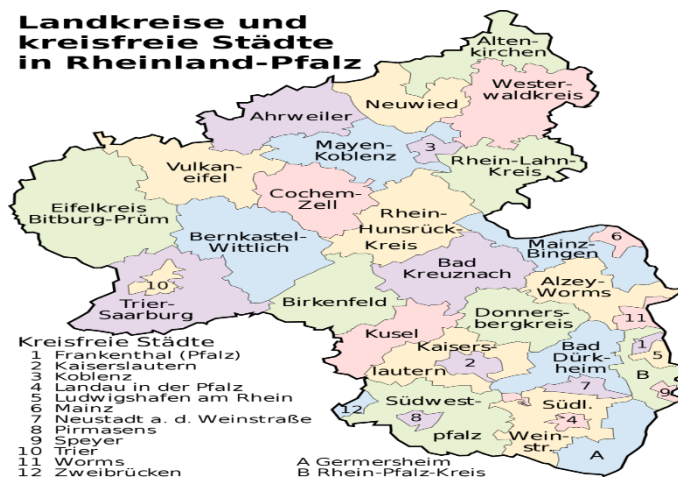 Landkreise und
kreisfreie Städte
in Rheinland-Pfalz
Alten-
kirchen
Wester-
waldkreis
Neuwied
Ahrweiler
Mayen-
Koblenz
3
Rhein-Lahn-
Kreis
Vulkan-
eifel
Cochem-
Zell
Eifelkreis
Bitburg-Prüm
Rhein-
Hunsrück-
Kreis
Bernkastel-
Wittlich
Mainz-
Bingen
6
Bad
Kreuznach
Alzey-
Worms
10
Trier-
Saarburg
Birkenfeld
Donners-
bergkreis
11
Kusel
Kaisers-
lautern
2
Bad
Dürk-
heim
1
5
B
7
9
12
Südwest-
pfalz
8
Südl.
4
Wein-
str.
A
Kreisfreie Städte
1 Frankenthal (Pfalz)
2 Kaiserslautern
3 Koblenz
4 Landau in der Pfalz
5 Ludwigshafen am Rhein
6 Mainz
7 Neustadt a. d. Weinstraße
8 Pirmasens
9 Speyer
10 Trier
11 Worms
12 Zweibrücken
A Germersheim
B Rhein-Pfalz-Kreis